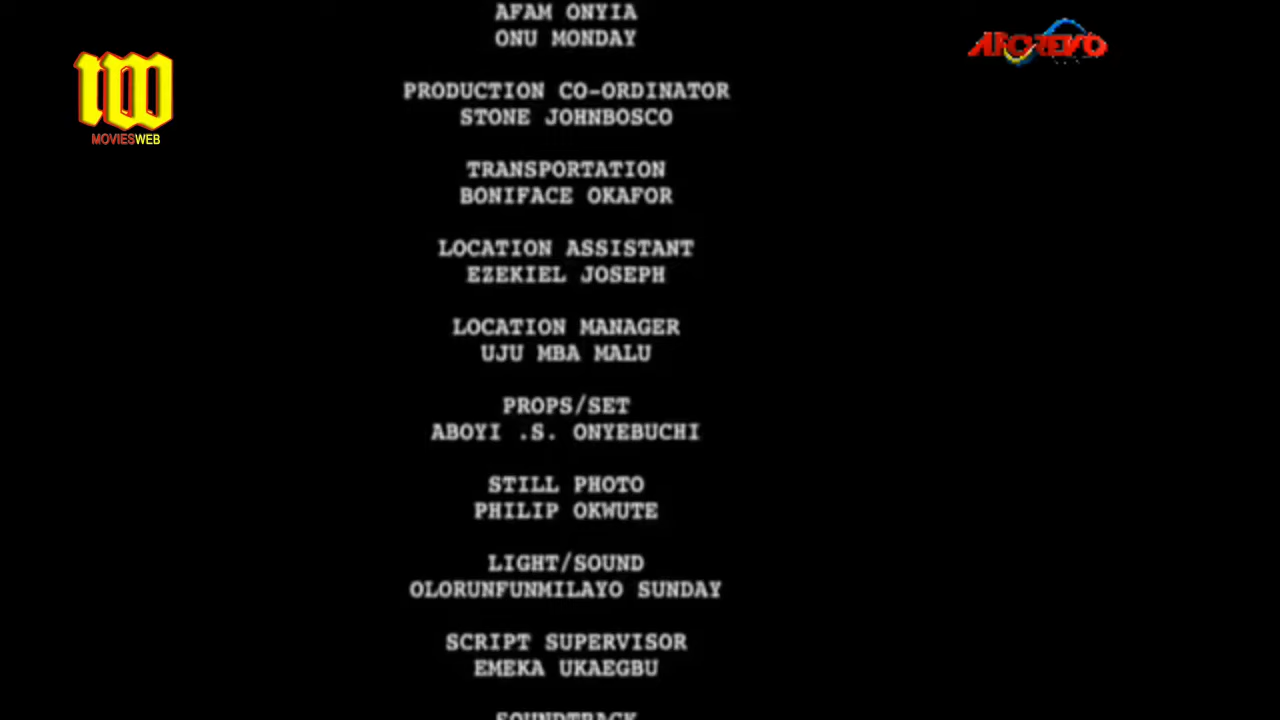 AFAM ONYIA
ONU MONDAY
PRODUCTION CO-ORDINATOR
STONE JOHNBOSCO
TRANSPORTATION
BONIFACE OKAFOR
LOCATION ASSISTANT
EZEKIEL JOSEPH
LOCATION MANAGER
UJU MBA MALU
PROPS/SET
ABOYI .S. ONYEBUCHI
STILL PHOTO
PHILIP OKWUTE
LIGHT/SOUND
OLORUNFUNMILAYO SUNDAY
SCRIPT SUPERVISOR
EMEKA UKAEGBU
SOUNDTRACK
MOVIESWEB